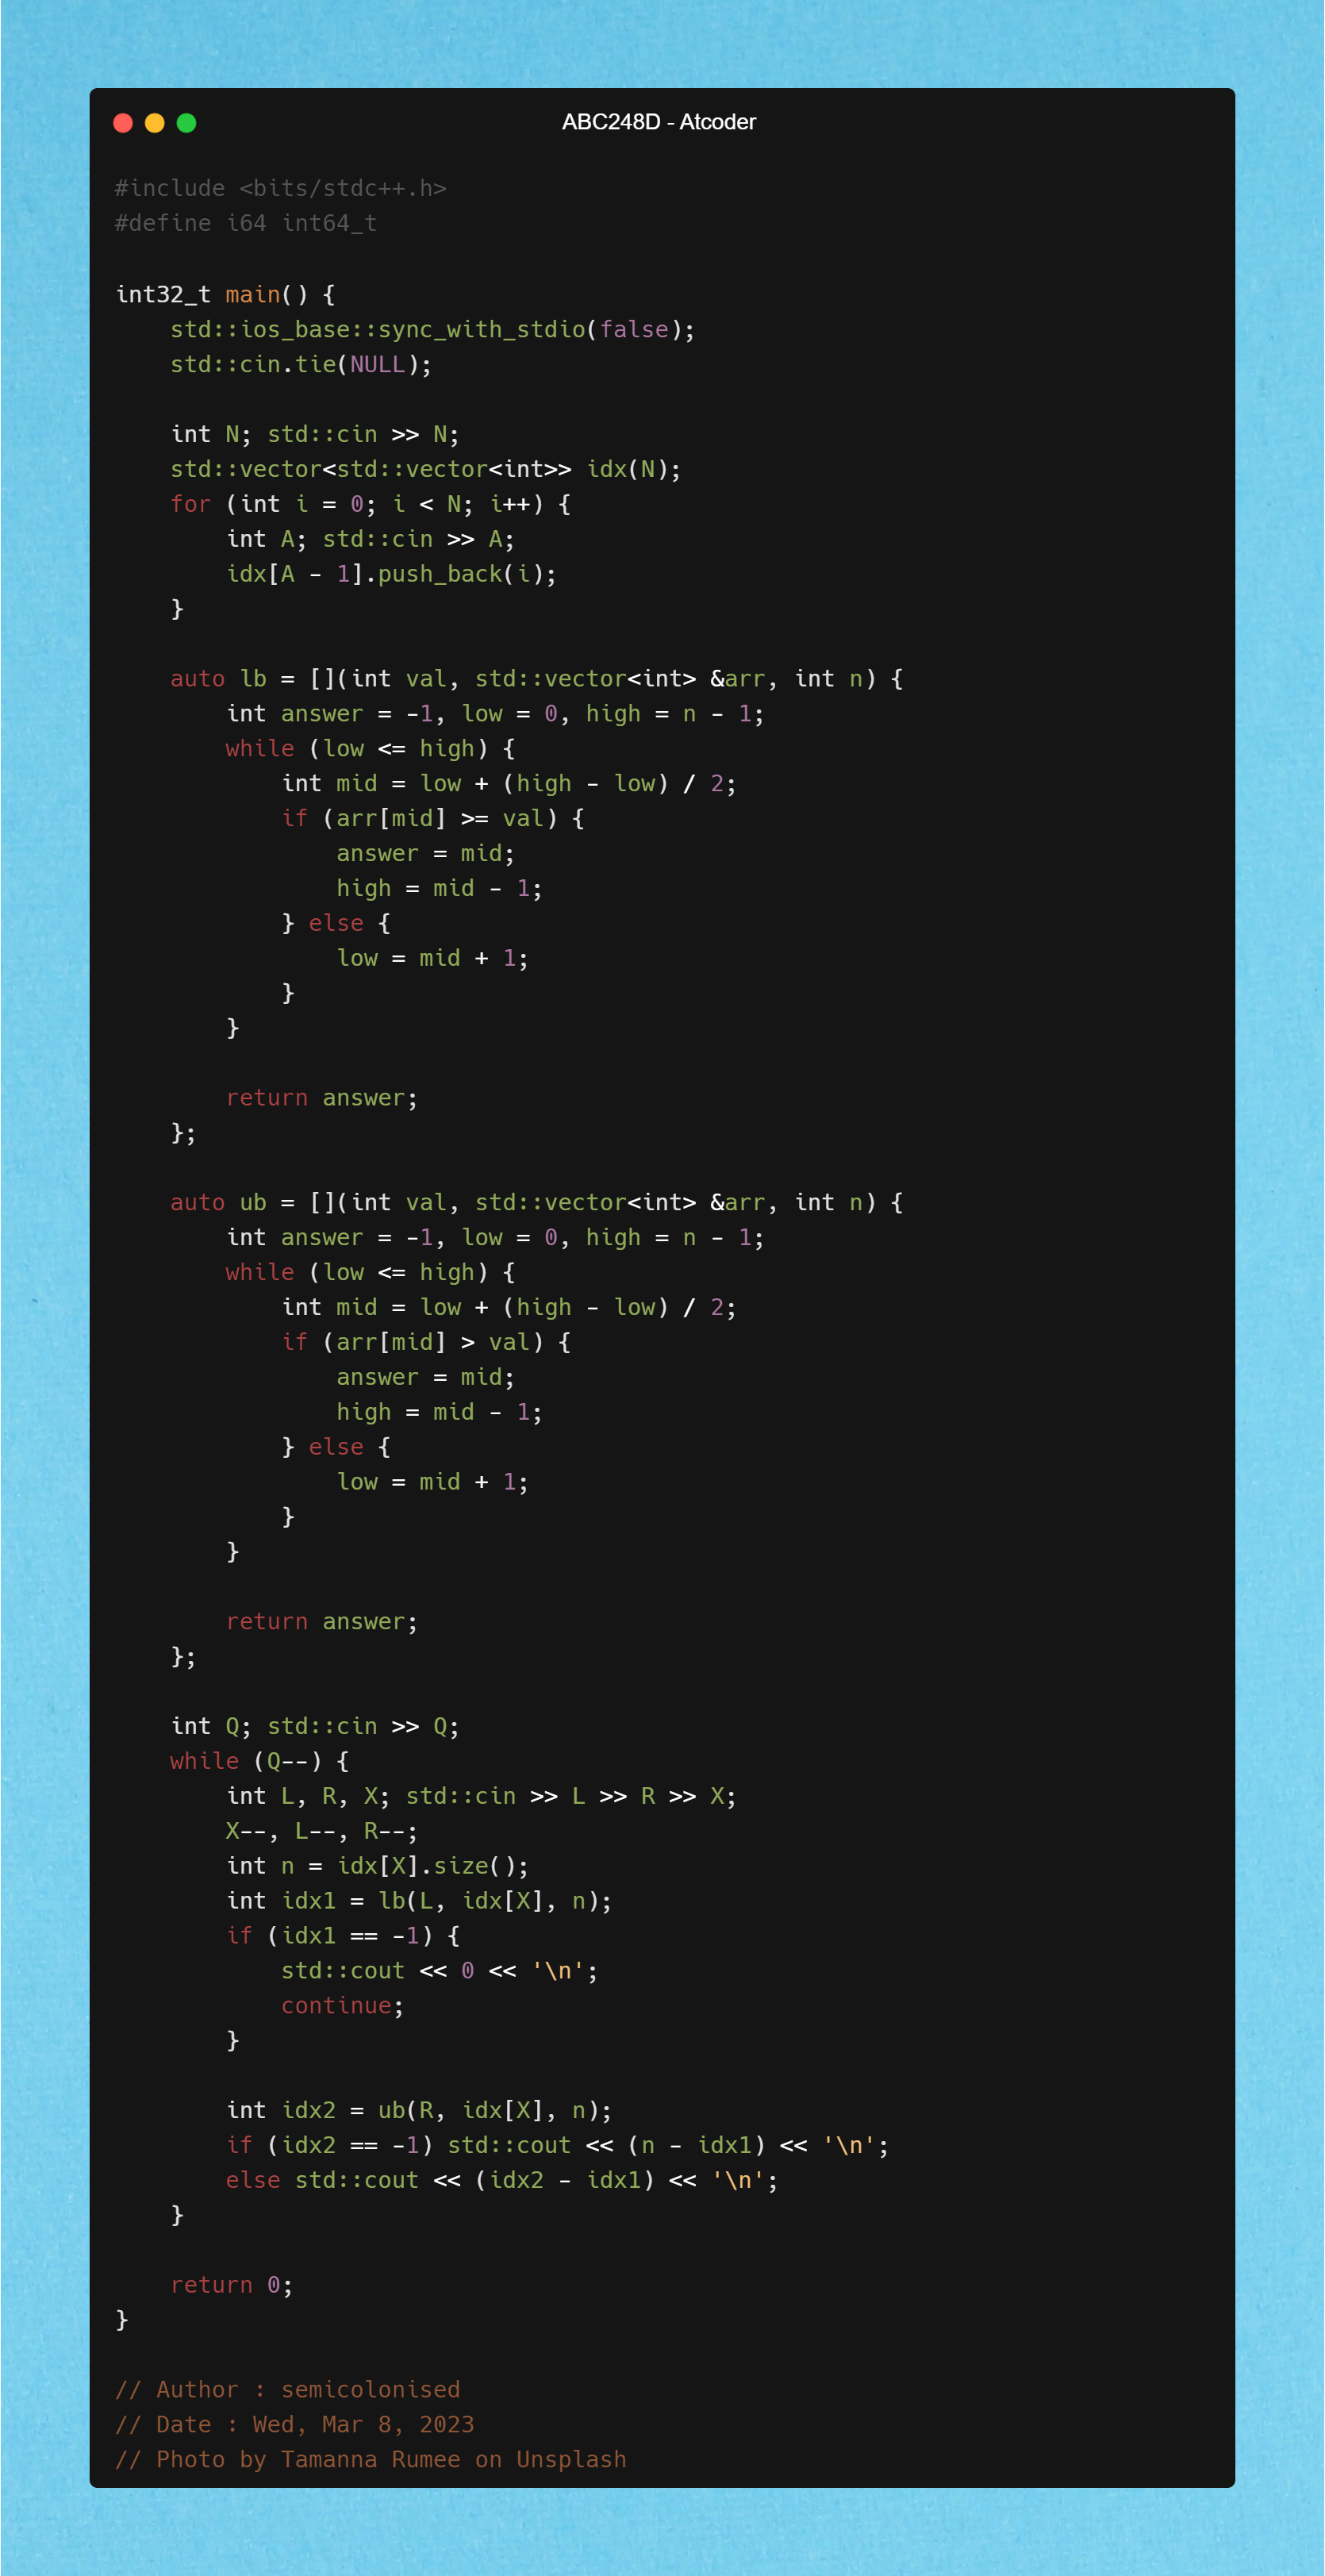 ABC248D - Atcoder
#include <bits/stdc++.h>
#define i64 int64_t
int32_t main() {
    std::ios_base::sync_with_stdio(false);
    std::cin.tie(NULL);
    int N; std::cin >> N;
    std::vector<std::vector<int>> idx(N);
    for (int i = 0; i < N; i++) {
        int A; std::cin >> A;
        idx[A - 1].push_back(i);
    }
    auto lb = [](int val, std::vector<int> &arr, int n) {
        int answer = -1, low = 0, high = n - 1;
        while (low <= high) {
            int mid = low + (high - low) / 2;
            if (arr[mid] >= val) {
                answer = mid;
                high = mid - 1;
            } else {
                low = mid + 1;
            }
        }
        return answer;
    };
    auto ub = [](int val, std::vector<int> &arr, int n) {
        int answer = -1, low = 0, high = n - 1;
        while (low <= high) {
            int mid = low + (high - low) / 2;
            if (arr[mid] > val) {
                answer = mid;
                high = mid - 1;
            } else {
                low = mid + 1;
            }
        }
        return answer;
    };
    int Q; std::cin >> Q;
    while (Q--) {
        int L, R, X; std::cin >> L >> R >> X;
        X--, L--, R--;
        int n = idx[X].size();
        int idx1 = lb(L, idx[X], n);
        if (idx1 == -1) {
            std::cout << 0 << '\n';
            continue;
        }
        int idx2 = ub(R, idx[X], n);
        if (idx2 == -1) std::cout << (n - idx1) << '\n';
        else std::cout << (idx2 - idx1) << '\n';
    }
    return 0;
}
// Author : semicolonised
// Date : Wed, Mar 8, 2023
// Photo by Tamanna Rumee on Unsplash